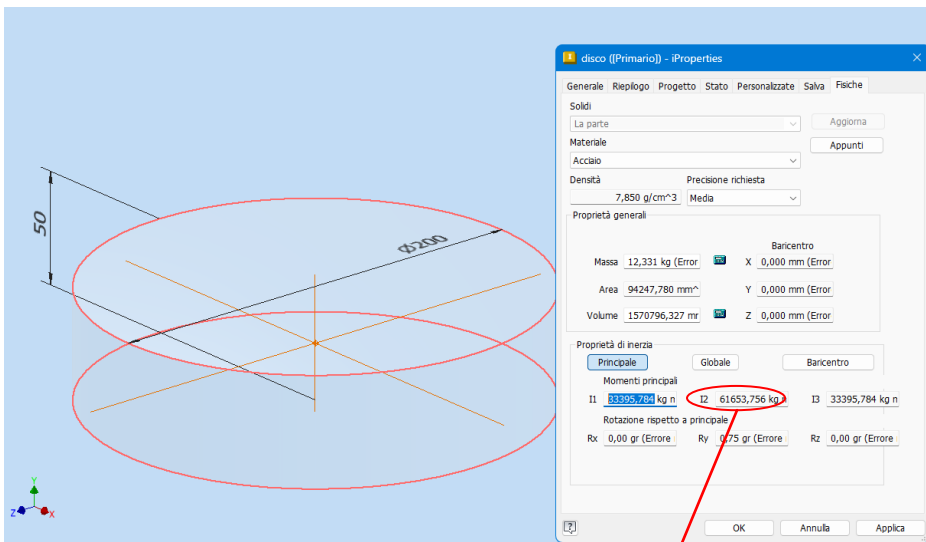 50
Φ200
Y
Z
X
disco ([Primario]) - iProperties
Generale Riepilogo Progetto Stato Personalizzate Salva Fisiche
Solidi
La parte
Aggiorna
Materiale
Appunti
Acciaio
Densità Precisione richiesta
7,850 g/cm^3 Media
Proprietà generali
Baricentro
Massa 12,331 kg (Error X 0,000 mm (Error
Area 94247,780 mm^ Y 0,000 mm (Error
Volume 1570796,327 mr Z 0,000 mm (Error
Proprietà di inerzia
Principale Globale Baricentro
Momenti principali
I1 33395,784 kg n I2 61653,756 kg I3 33395,784 kg n
Rotazione rispetto a principale
Rx 0,00 gr (Errore Ry 0,75 gr (Errore Rz 0,00 gr (Errore
?
OK Annulla Applica